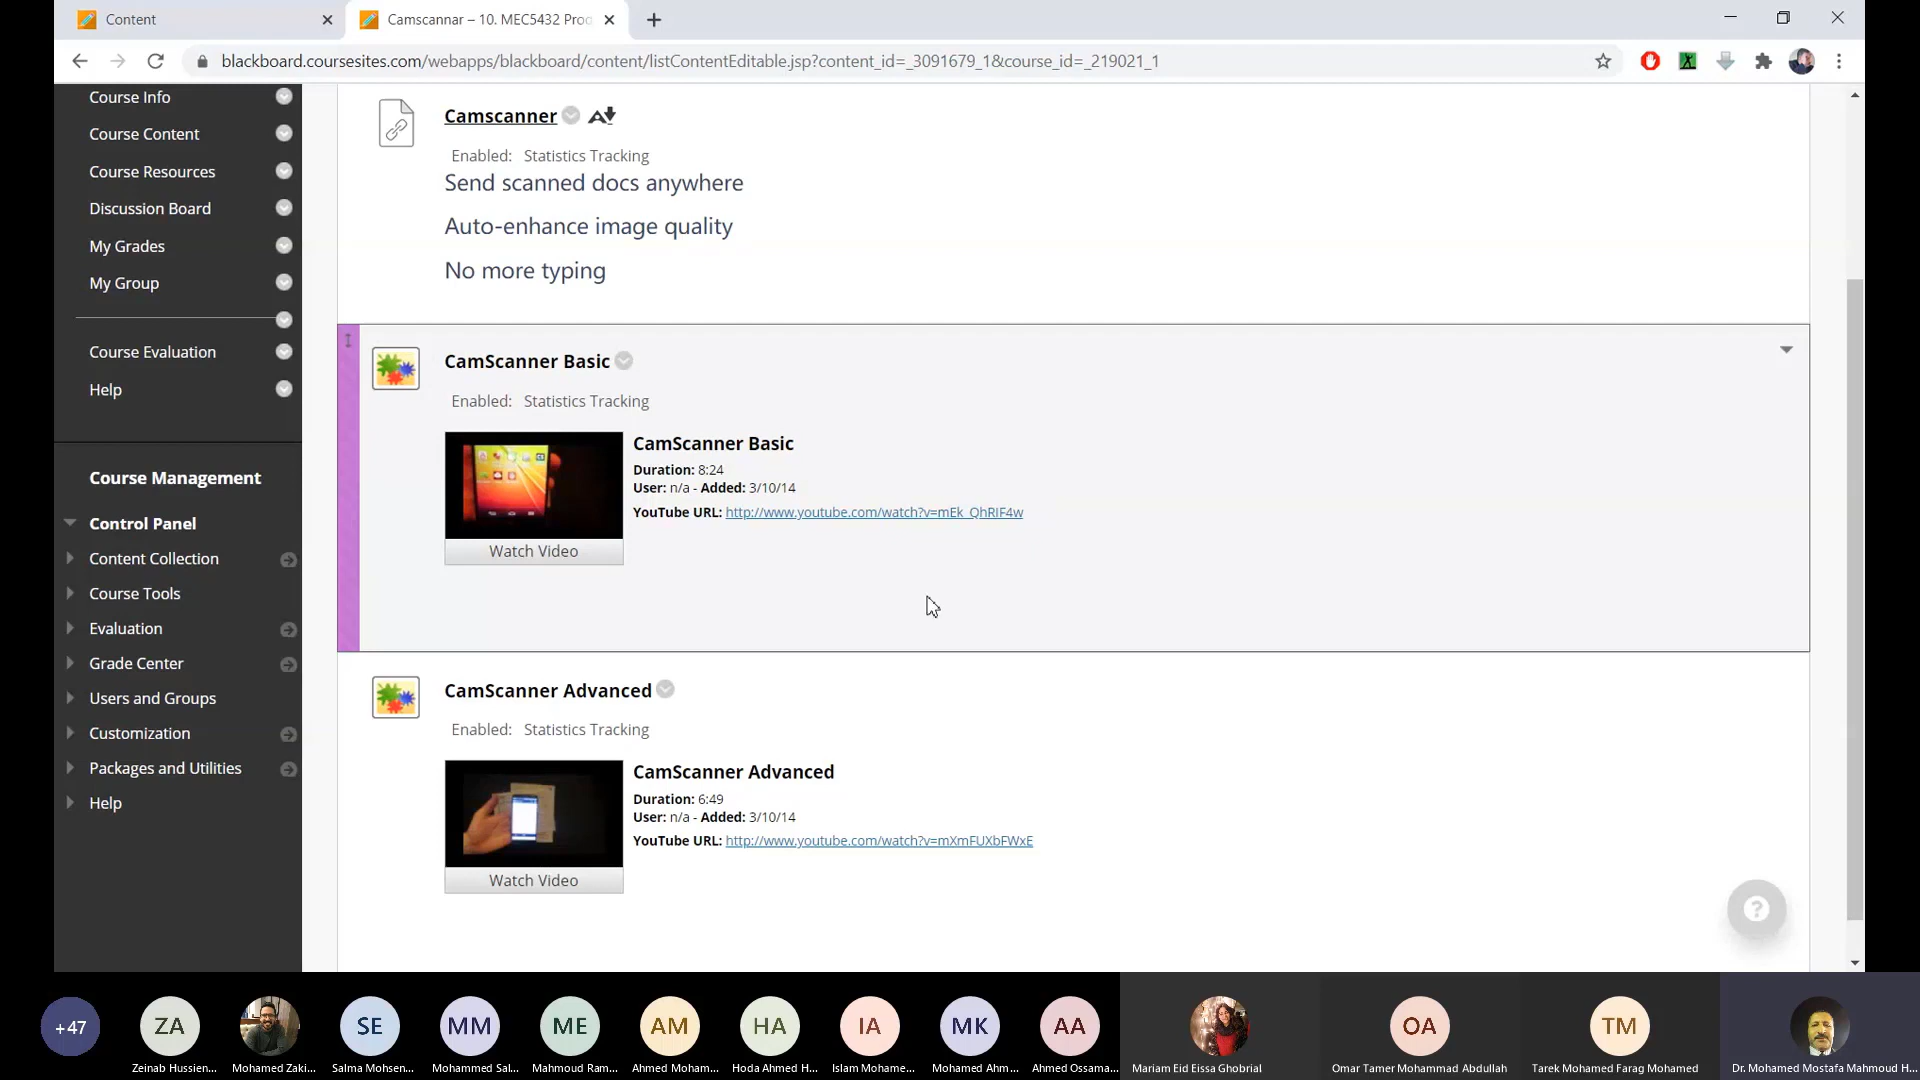 Content
Camscannar – 10. MEC5432 Prod
blackboard.coursesites.com/webapps/blackboard/content/listContentEditable.jsp?content_id=_3091679_1&course_id=_219021_1
Course Info
Course Content
Course Resources
Discussion Board
My Grades
My Group
Course Evaluation
Help
Course Management
Control Panel
Content Collection
Course Tools
Evaluation
Grade Center
Users and Groups
Customization
Packages and Utilities
Help
Camscanner
Enabled: Statistics Tracking
Send scanned docs anywhere
Auto-enhance image quality
No more typing
CamScanner Basic
Enabled: Statistics Tracking
CamScanner Basic
Duration: 8:24
User: n/a - Added: 3/10/14
YouTube URL: http://www.youtube.com/watch?v=mEk_QhRIF4w
Watch Video
CamScanner Advanced
Enabled: Statistics Tracking
CamScanner Advanced
Duration: 6:49
User: n/a - Added: 3/10/14
YouTube URL: http://www.youtube.com/watch?v=mXmFUXbFWxE
Watch Video
+47
ZA
SE
MM
ME
AM
HA
IA
MK
AA
OA
TM
Zeinab Hussien...
Mohamed Zaki...
Salma Mohsen...
Mohammed Sal...
Mahmoud Ram...
Ahmed Moham...
Hoda Ahmed H...
Islam Mohame...
Mohamed Ahm...
Ahmed Ossama...
Mariam Eid Eissa Ghobrial
Omar Tamer Mohammad Abdullah
Tarek Mohamed Farag Mohamed
Dr. Mohamed Mostafa Mahmoud H...